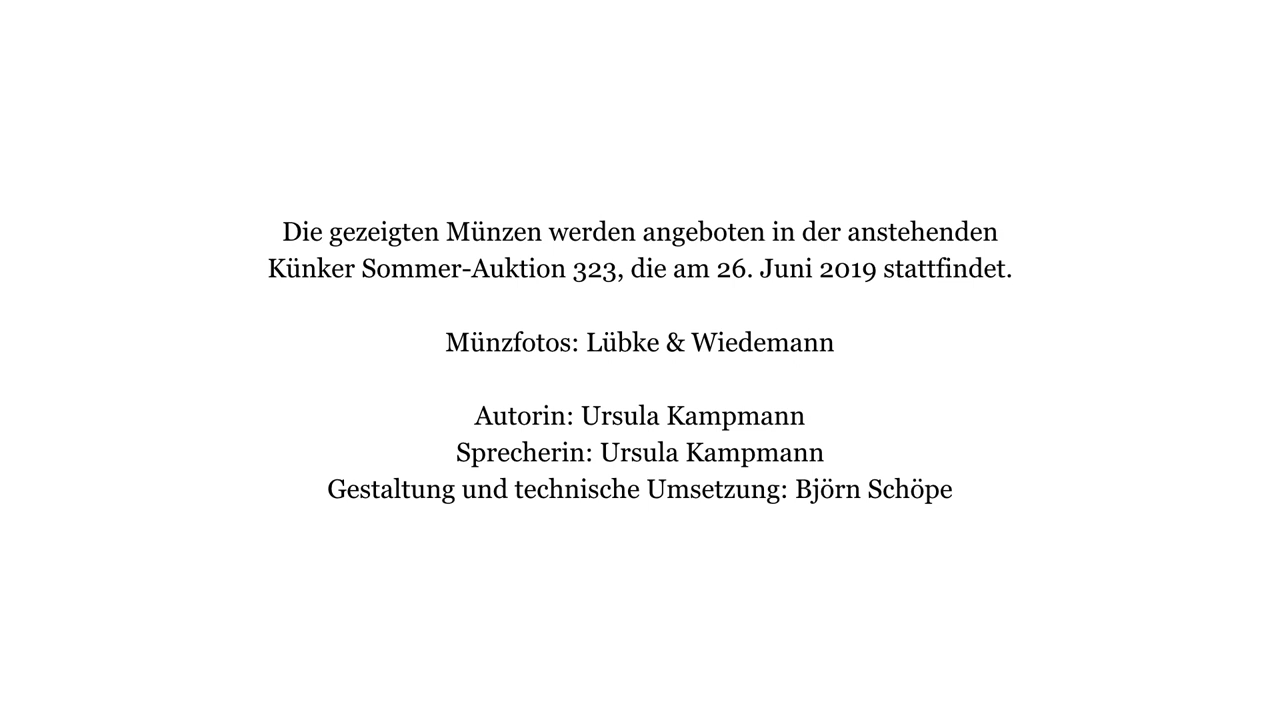 Die gezeigten Münzen werden angeboten in der anstehenden
Künker Sommer-Auktion 323, die am 26. Juni 2019 stattfindet.
Münzfotos: Lübke & Wiedemann
Autorin: Ursula Kampmann
Sprecherin: Ursula Kampmann
Gestaltung und technische Umsetzung: Björn Schöpe